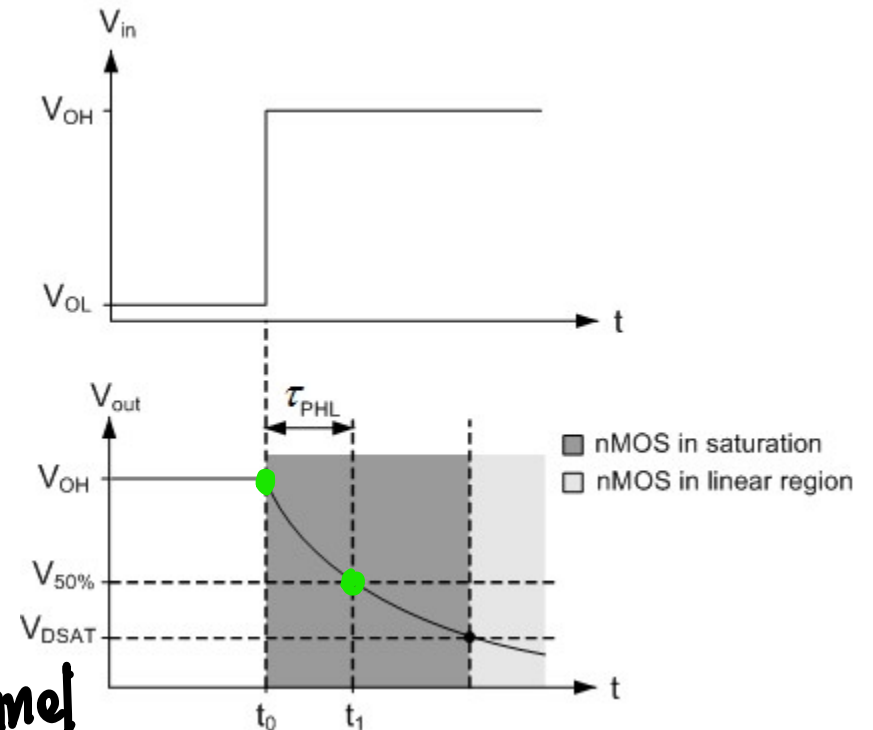 Vin
VOH
VOL
t
Vout
τPHL
nMOS in saturation
VOH
nMOS in linear region
V50%
VDSAT
t
t0
t1